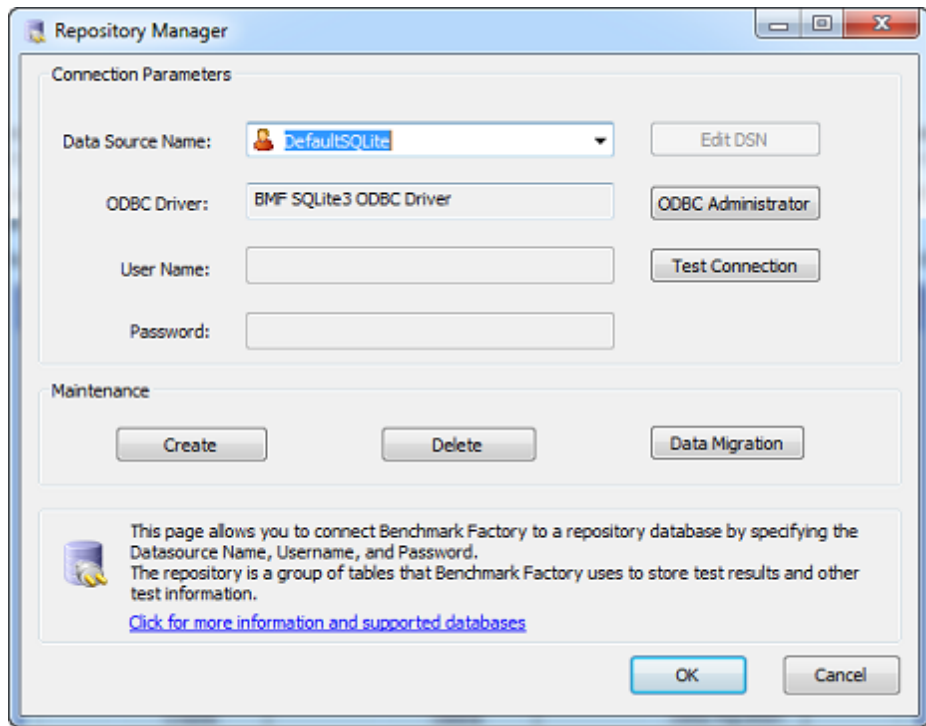 Repository Manager
Connection Parameters
Data Source Name:
DefaultSQLite
Edit DSN
ODBC Driver:
BMF SQLite3 ODBC Driver
ODBC Administrator
User Name:
Test Connection
Password:
Maintenance
Create
Delete
Data Migration
This page allows you to connect Benchmark Factory to a repository database by specifying the
Datasource Name, Username, and Password.
The repository is a group of tables that Benchmark Factory uses to store test results and other
test information.
Click for more information and supported databases
OK
Cancel